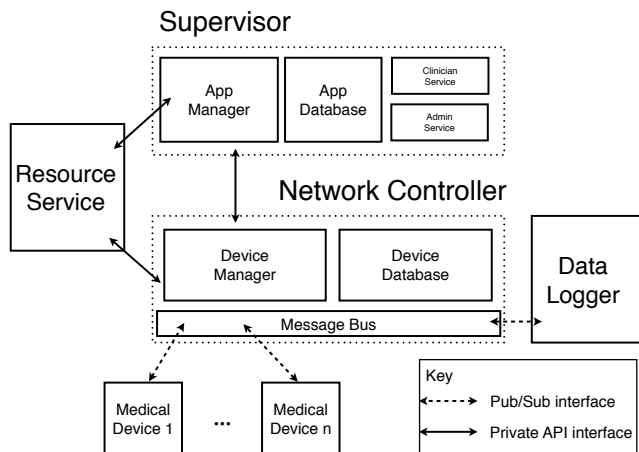 Supervisor
App
Manager
App
Database
Clinician
Service
Admin
Service
Resource
Service
Network Controller
Device
Manager
Device
Database
Message Bus
Data
Logger
Medical
Device 1
...
Medical
Device n
Key
Pub/Sub interface
Private API interface